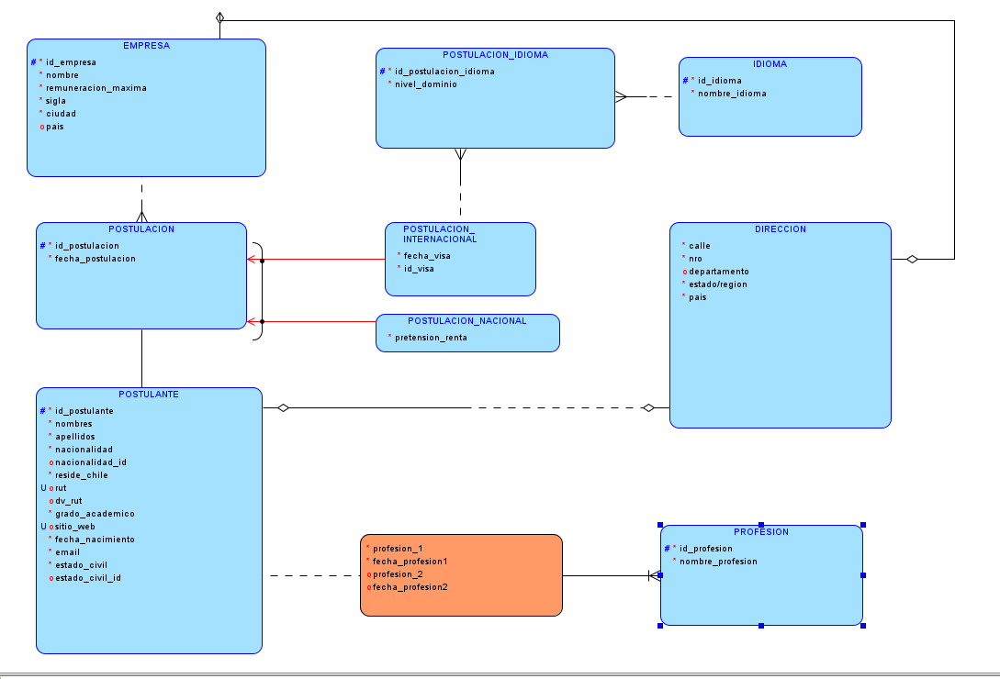 EMPRESA
# * id_empresa
* nombre
* remuneracion_maxima
* sigla
* ciudad
o pais
POSTULACION_IDIOMA
# * id_postulacion_idioma
* nivel_dominio
IDIOMA
# * id_idioma
* nombre_idioma
POSTULACION
# * id_postulacion
* fecha_postulacion
POSTULACION_
INTERNACIONAL
* fecha_visa
* id_visa
POSTULACION_NACIONAL
* pretension_renta
DIRECCION
* calle
* nro
o departamento
* estado/region
* pais
POSTULANTE
# * id_postulante
* nombres
* apellidos
* nacionalidad
o nacionalidad_id
* reside_chile
U o rut
o dv_rut
* grado_academico
U o sitio_web
* fecha_nacimiento
* email
* estado_civil
o estado_civil_id
* profesion_1
* fecha_profesion1
o profesion_2
o fecha_profesion2
PROFESION
# * id_profesion
* nombre_profesion